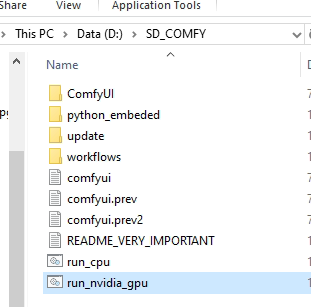 Share View Application Tools
This PC > Data (D:) > SD_COMFY
Name
ComfyUI
python_embeded
update
workflows
comfyui
comfyui.prev
comfyui.prev2
README_VERY_IMPORTANT
run_cpu
run_nvidia_gpu